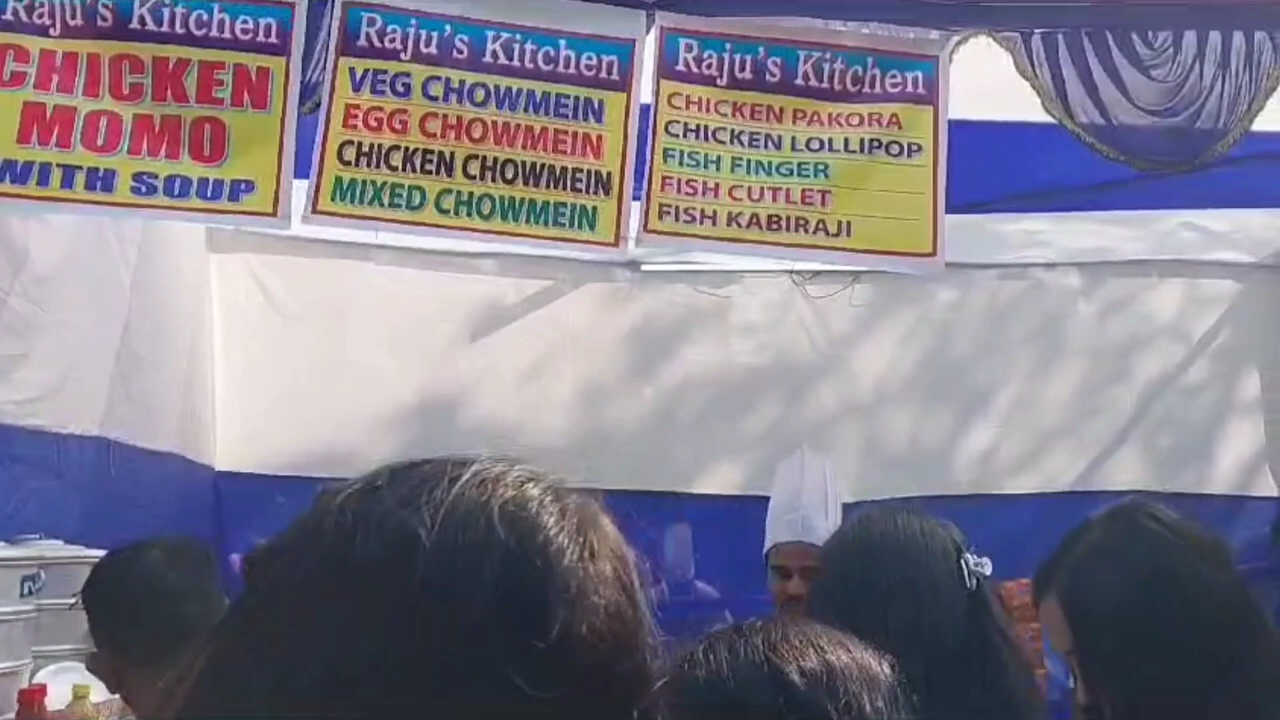 Raju's Kitchen
CHICKEN
MOMO
WITH SOUP
Raju's Kitchen
VEG CHOWMEIN
EGG CHOWMEIN
CHICKEN CHOWMEIN
MIXED CHOWMEIN
Raju's Kitchen
CHICKEN PAKORA
CHICKEN LOLLIPOP
FISH FINGER
FISH CUTLET
FISH KABIRAJI